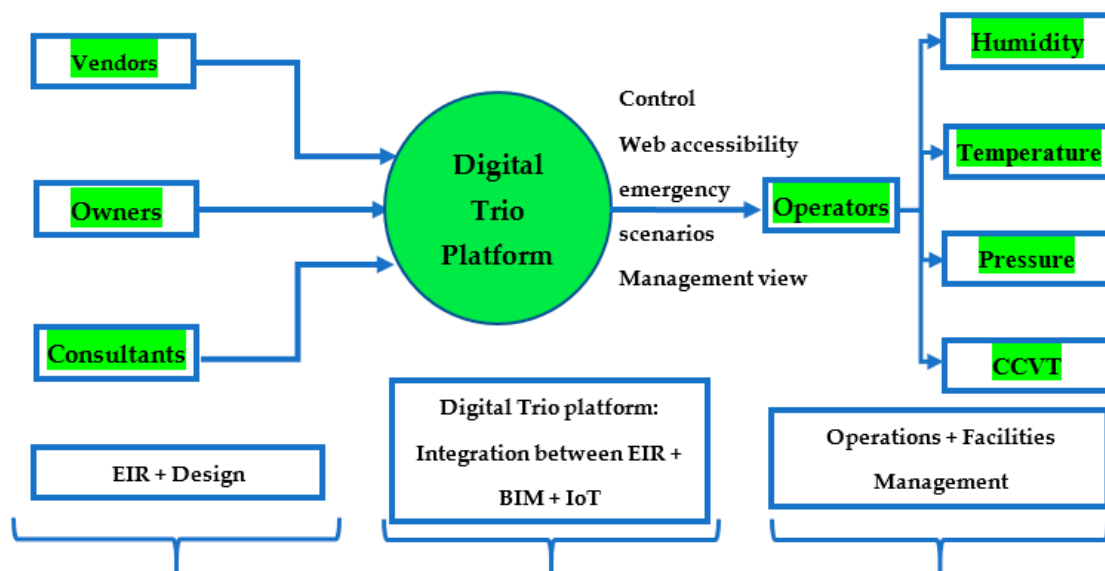 Vendors
Owners
Consultants
Digital
Trio
Platform
Control
Web accessibility
emergency
scenarios
Management view
Operators
Humidity
Temperature
Pressure
CCVT
EIR + Design
Digital Trio platform:
Integration between EIR +
BIM + IoT
Operations + Facilities
Management